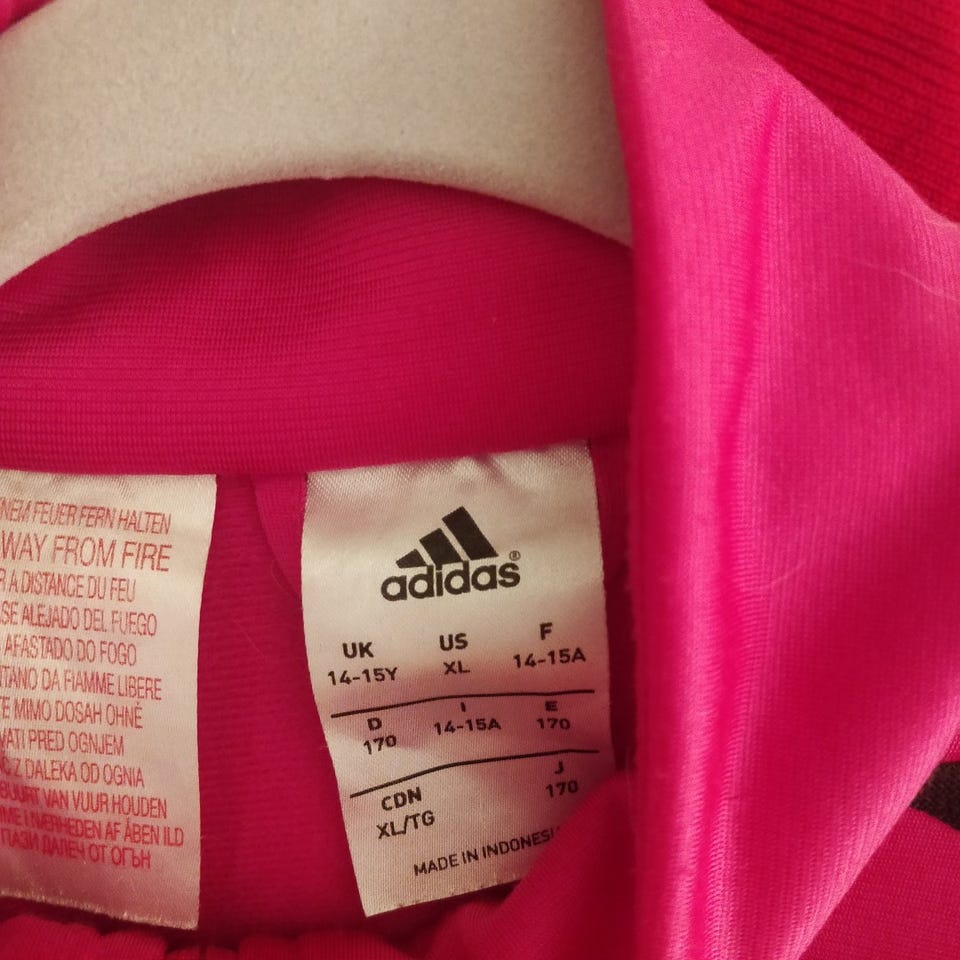 NEM FEUER FERN HALTEN
WAY FROM FIRE
R A DISTANCE DU FEU
SE ALEJADO DEL FUEGO
AFASTADO DO FOGO
NTANO DA FIAMME LIBERE
TE MIMO DOSAH OHNĚ
VATI PRED OGNJEM
Z DALEKA OD OGNIA
BUURT VAN VUUR HOUDEN
ME I NÆRHEDEN AF ÅBEN ILD
ПАЗИ ДАЛЕЧ ОТ ОГЪН
adidas®
UK US F
14-15Y XL 14-15A
D I E
170 14-15A 170
CDN J
XL/TG 170
MADE IN INDONESI